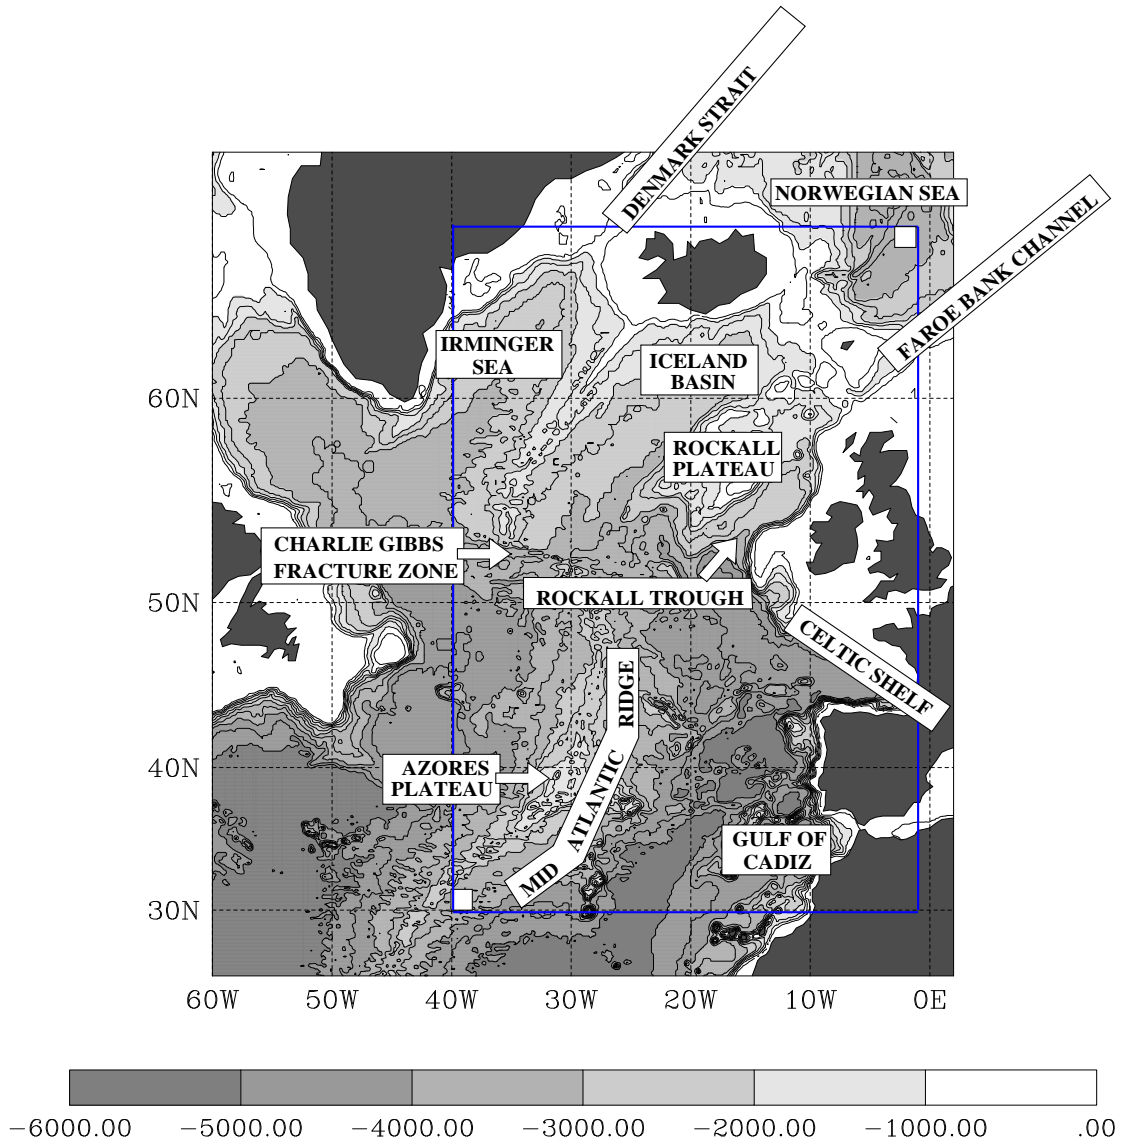 DENMARK STRAIT
NORWEGIAN SEA
FAROE BANK CHANNEL
IRMINGER
SEA
ICELAND
BASIN
60N
ROCKALL
PLATEAU
CHARLIE GIBBS
FRACTURE ZONE
ROCKALL TROUGH
50N
CELTIC SHELF
MID ATLANTIC RIDGE
40N
AZORES
PLATEAU
GULF OF
CADIZ
30N
60W 50W 40W 30W 20W 10W 0E
−6000.00 −5000.00 −4000.00 −3000.00 −2000.00 −1000.00 .00